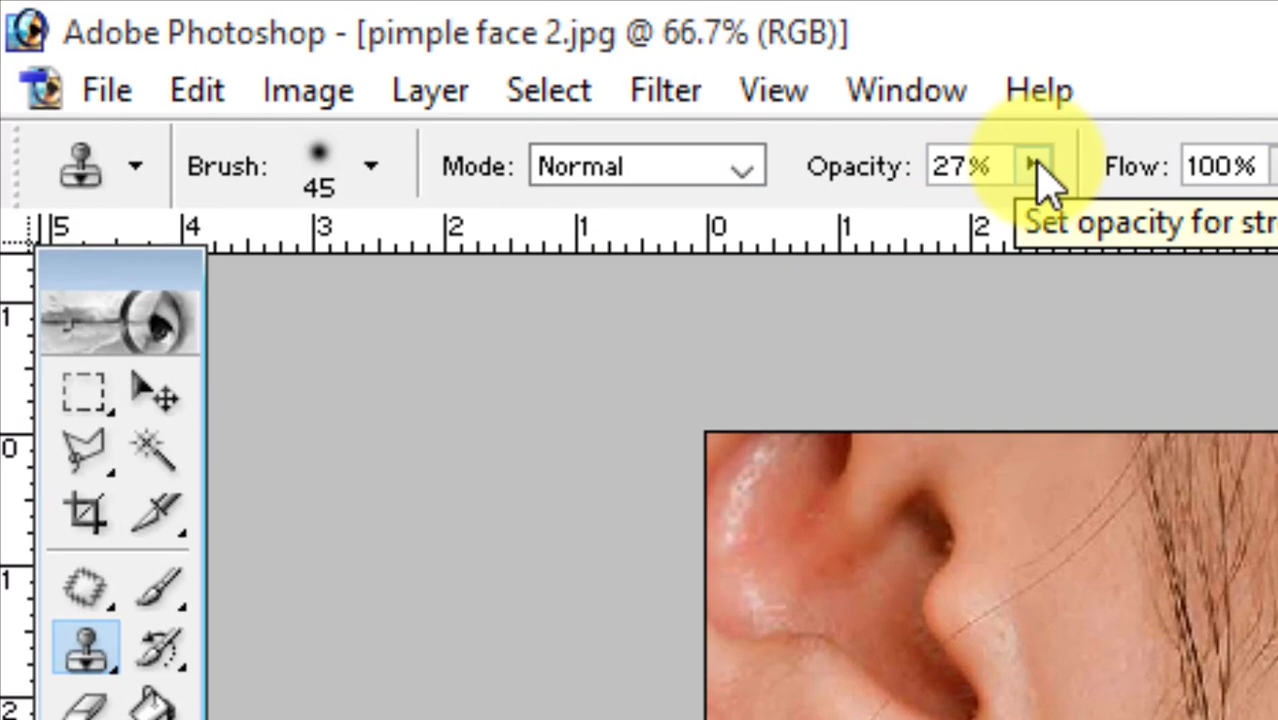 Adobe Photoshop - [pimple face 2.jpg @ 66.7% (RGB)]
File Edit Image Layer Select Filter View Window Help
Brush: 45 Mode: Normal Opacity: 27% Flow: 100%
Set opacity for str
5 4 3 2 1 0 1 2
1
0
1
2